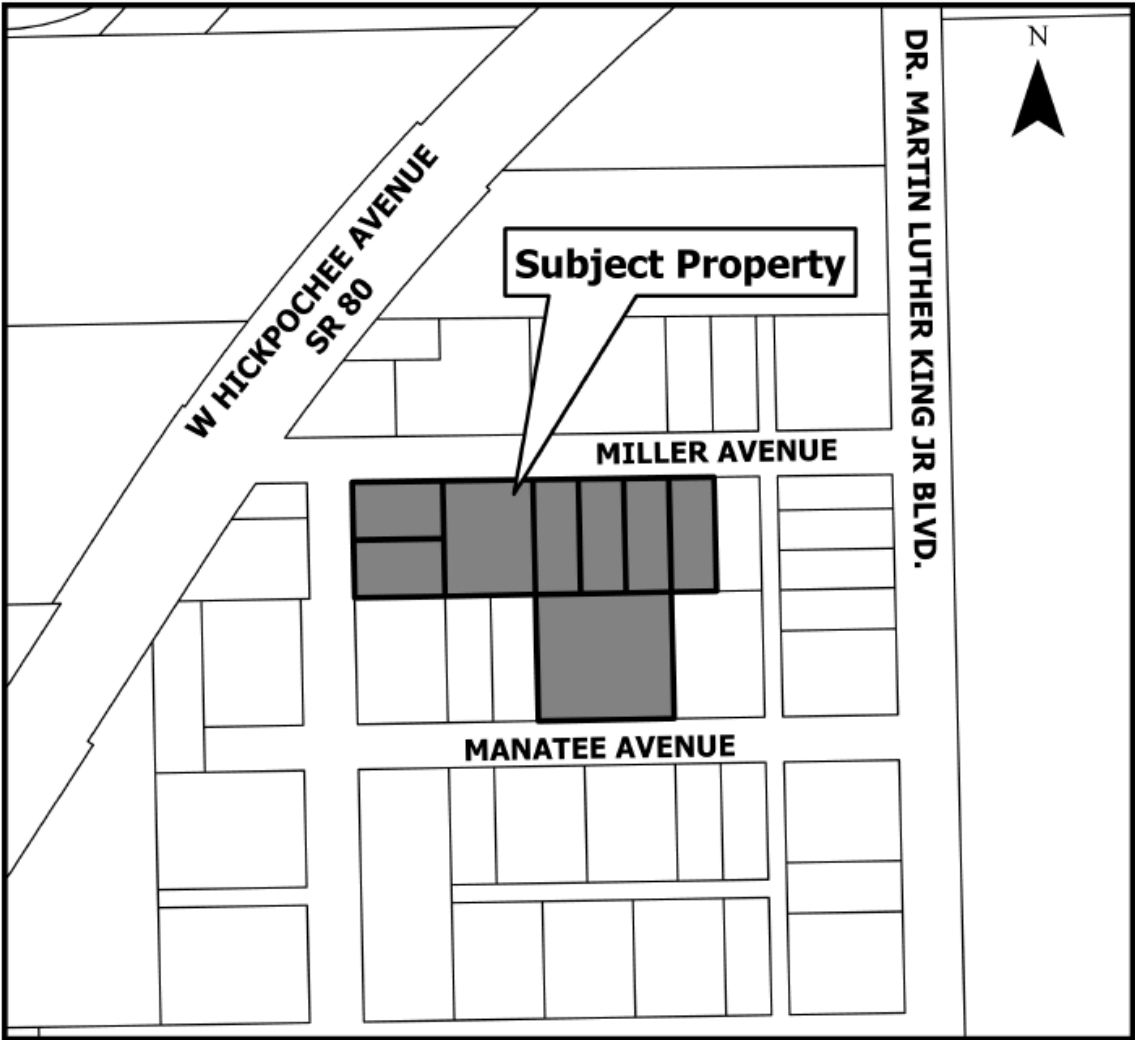 N
DR. MARTIN LUTHER KING JR BLVD.
W HICKPOCHEE AVENUE
SR 80
Subject Property
MILLER AVENUE
MANATEE AVENUE